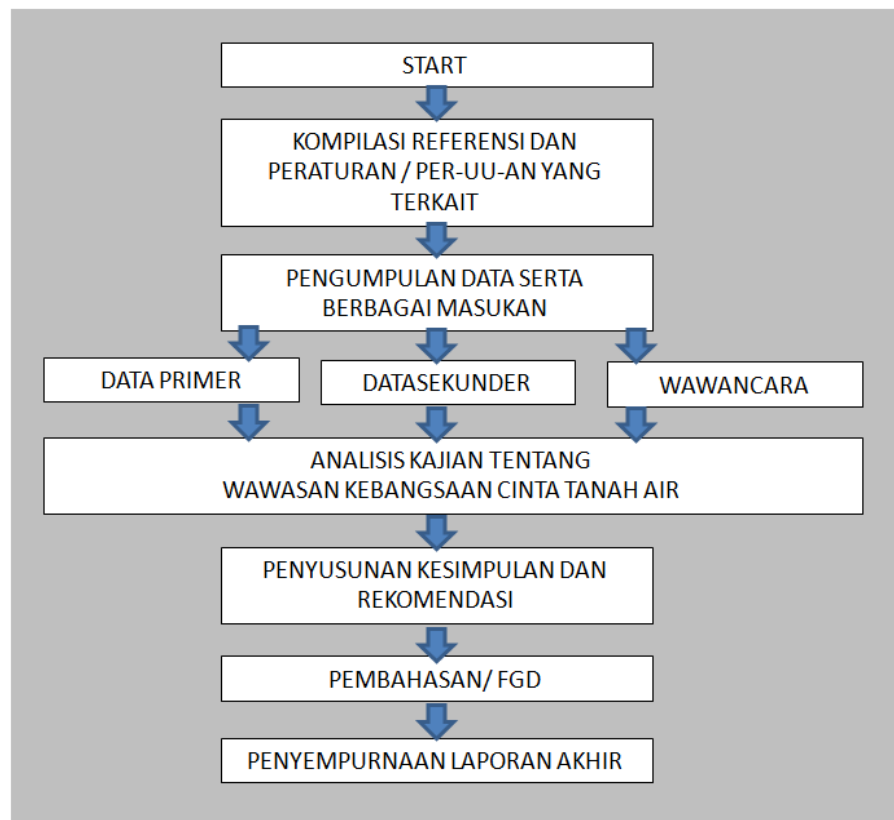 START
KOMPILASI REFERENSI DAN
PERATURAN / PER-UU-AN YANG
TERKAIT
PENGUMPULAN DATA SERTA
BERBAGAI MASUKAN
DATA PRIMER
DATASEKUNDER
WAWANCARA
ANALISIS KAJIAN TENTANG
WAWASAN KEBANGSAAN CINTA TANAH AIR
PENYUSUNAN KESIMPULAN DAN
REKOMENDASI
PEMBAHASAN/ FGD
PENYEMPURNAAN LAPORAN AKHIR